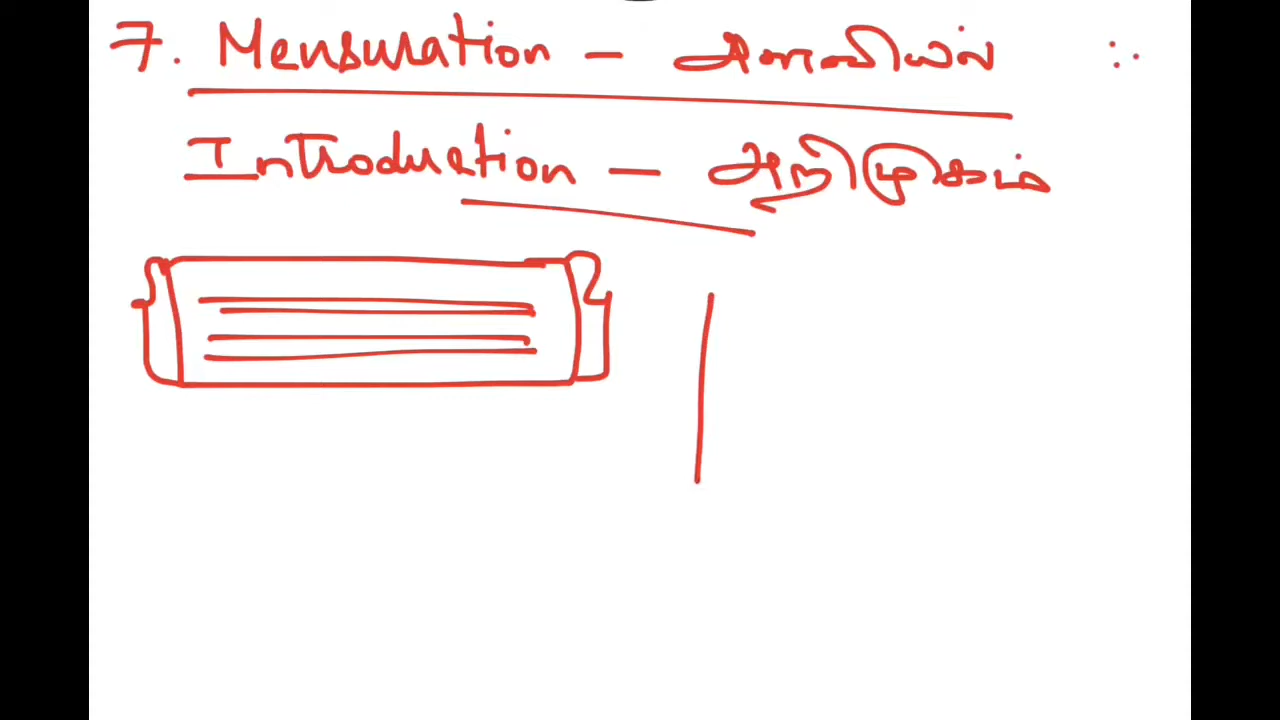 7. Mensuration - அளவியல்
Introduction - அறிமுகம்